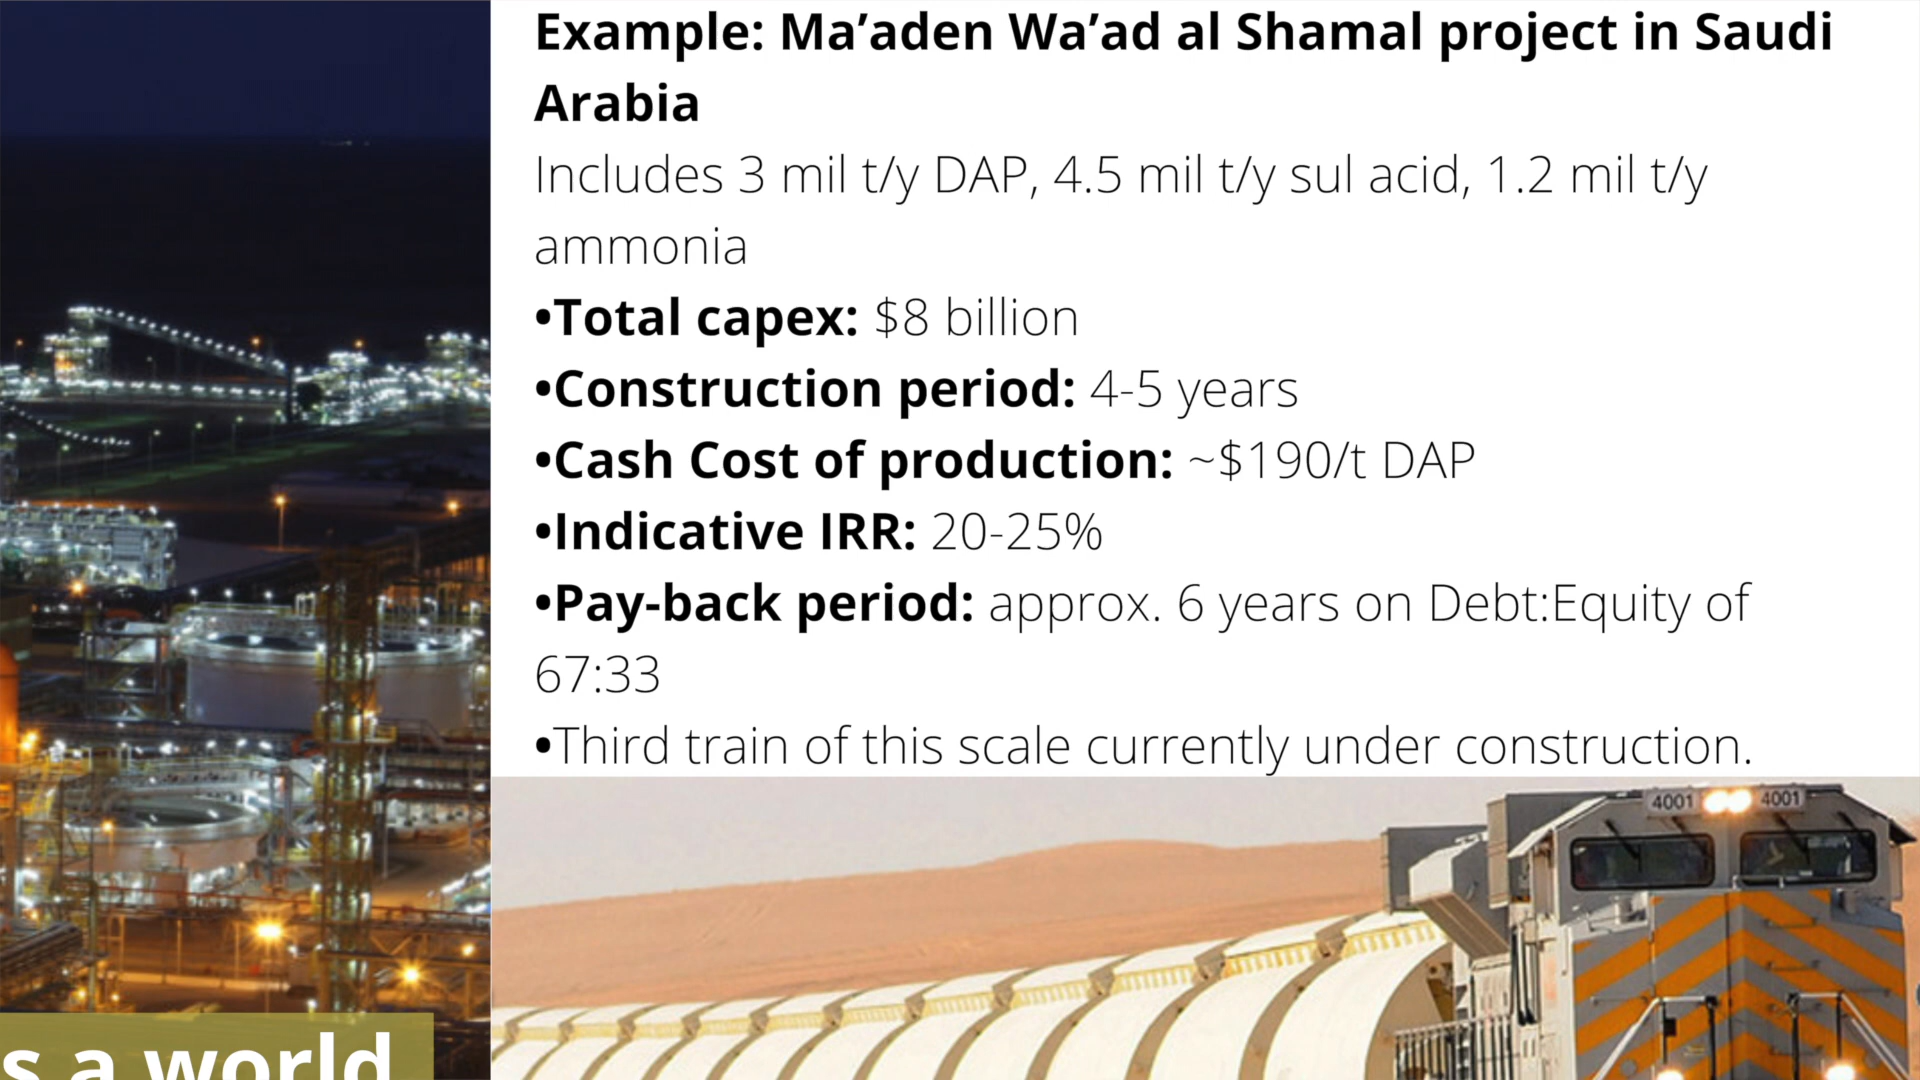 Example: Ma’aden Wa’ad al Shamal project in Saudi
Arabia
Includes 3 mil t/y DAP, 4.5 mil t/y sul acid, 1.2 mil t/y
ammonia
•Total capex: $8 billion
•Construction period: 4-5 years
•Cash Cost of production: ~$190/t DAP
•Indicative IRR: 20-25%
•Pay-back period: approx. 6 years on Debt:Equity of
67:33
•Third train of this scale currently under construction.
4001 4001
s a world